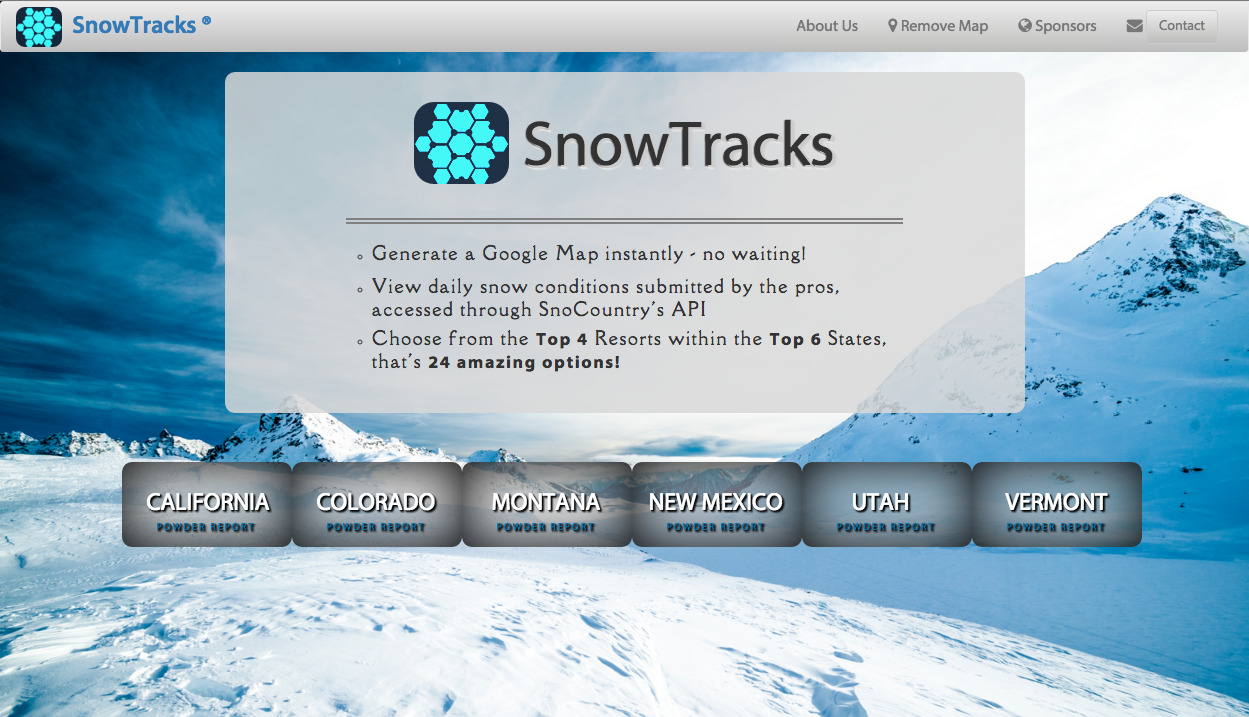 SnowTracks ®
About Us
Remove Map
Sponsors
Contact
SnowTracks
Generate a Google Map instantly - no waiting!
View daily snow conditions submitted by the pros,
accessed through SnoCountry's API
Choose from the Top 4 Resorts within the Top 6 States,
that's 24 amazing options!
CALIFORNIA
POWDER REPORT
COLORADO
POWDER REPORT
MONTANA
POWDER REPORT
NEW MEXICO
POWDER REPORT
UTAH
POWDER REPORT
VERMONT
POWDER REPORT